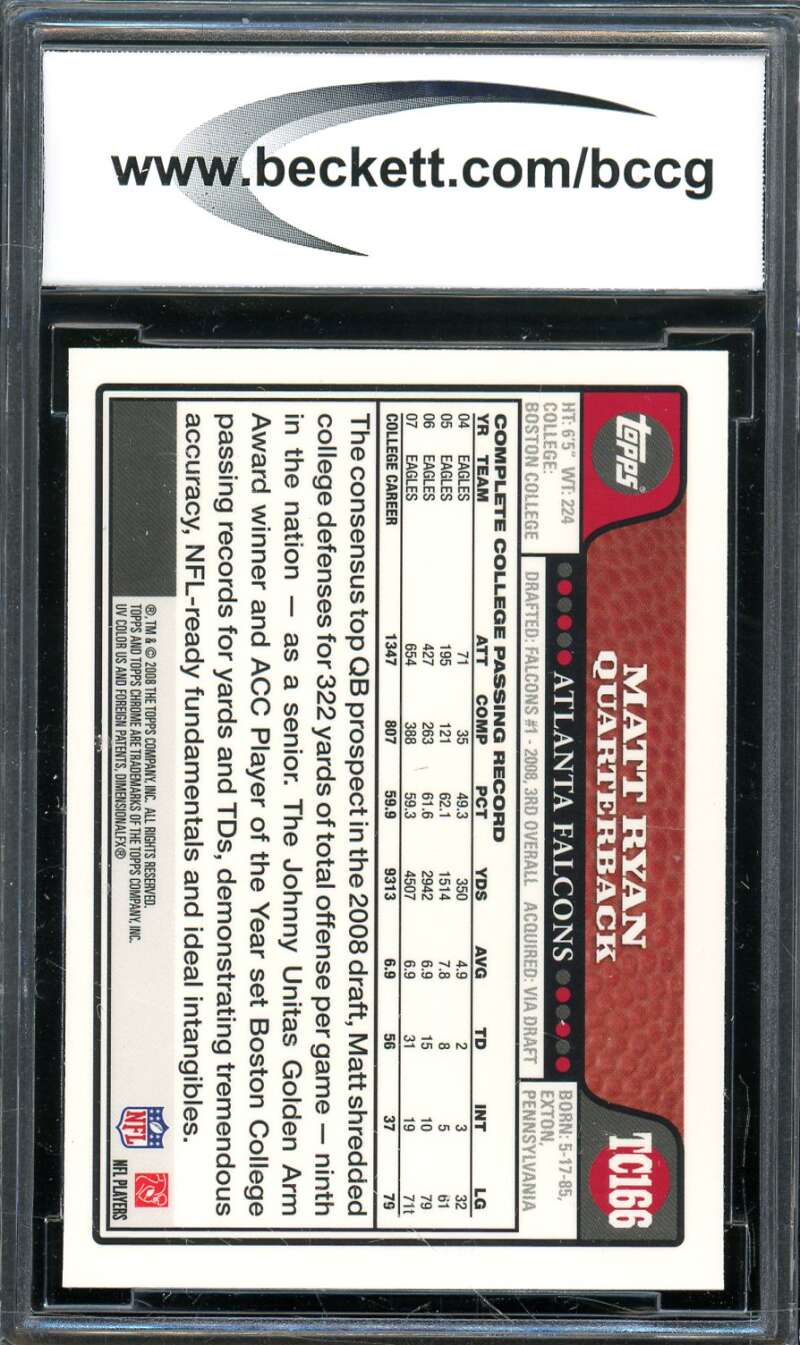 www.beckett.com/bccg
topps®
MATT RYAN
QUARTERBACK
TC166
HT: 6'5" WT: 224
COLLEGE:
BOSTON COLLEGE
ATLANTA FALCONS
DRAFTED: FALCONS #1 - 2008, 3RD OVERALL ACQUIRED: VIA DRAFT
BORN: 5-17-85,
EXTON,
PENNSYLVANIA
COMPLETE COLLEGE PASSING RECORD
YR TEAM ATT COMP PCT YDS AVG TD INT LG
04 EAGLES 71 35 49.3 350 4.9 2 3 32
05 EAGLES 195 121 62.1 1514 7.8 8 5 61
06 EAGLES 427 263 61.6 2942 6.9 15 10 79
07 EAGLES 654 388 59.3 4507 6.9 31 19 71t
COLLEGE CAREER 1347 807 59.9 9313 6.9 56 37 79
The consensus top QB prospect in the 2008 draft, Matt shredded
college defenses for 322 yards of total offense per game — ninth
in the nation — as a senior. The Johnny Unitas Golden Arm
Award winner and ACC Player of the Year set Boston College
passing records for yards and TDs, demonstrating tremendous
accuracy, NFL-ready fundamentals and ideal intangibles.
®, TM & © 2008 THE TOPPS COMPANY, INC. ALL RIGHTS RESERVED.
TOPPS AND TOPPS CHROME ARE TRADEMARKS OF THE TOPPS COMPANY, INC.
UV COLOR US AND FOREIGN PATENTS, DIMENSIONALFX®
NFL
NFL PLAYERS